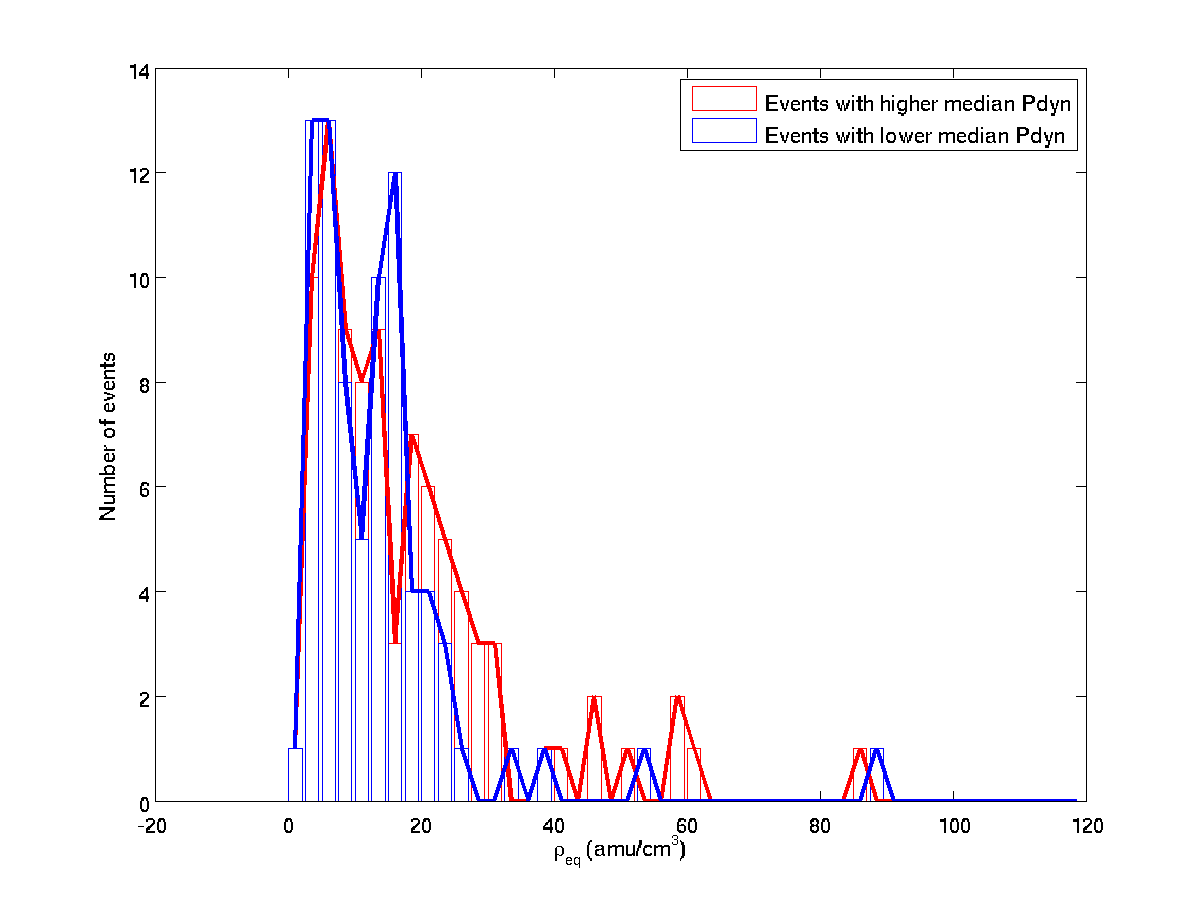 14
12
10
8
6
4
2
0
Number of events
Events with higher median Pdyn
Events with lower median Pdyn
-20 0 20 40 60 80 100 120
ρeq (amu/cm³)